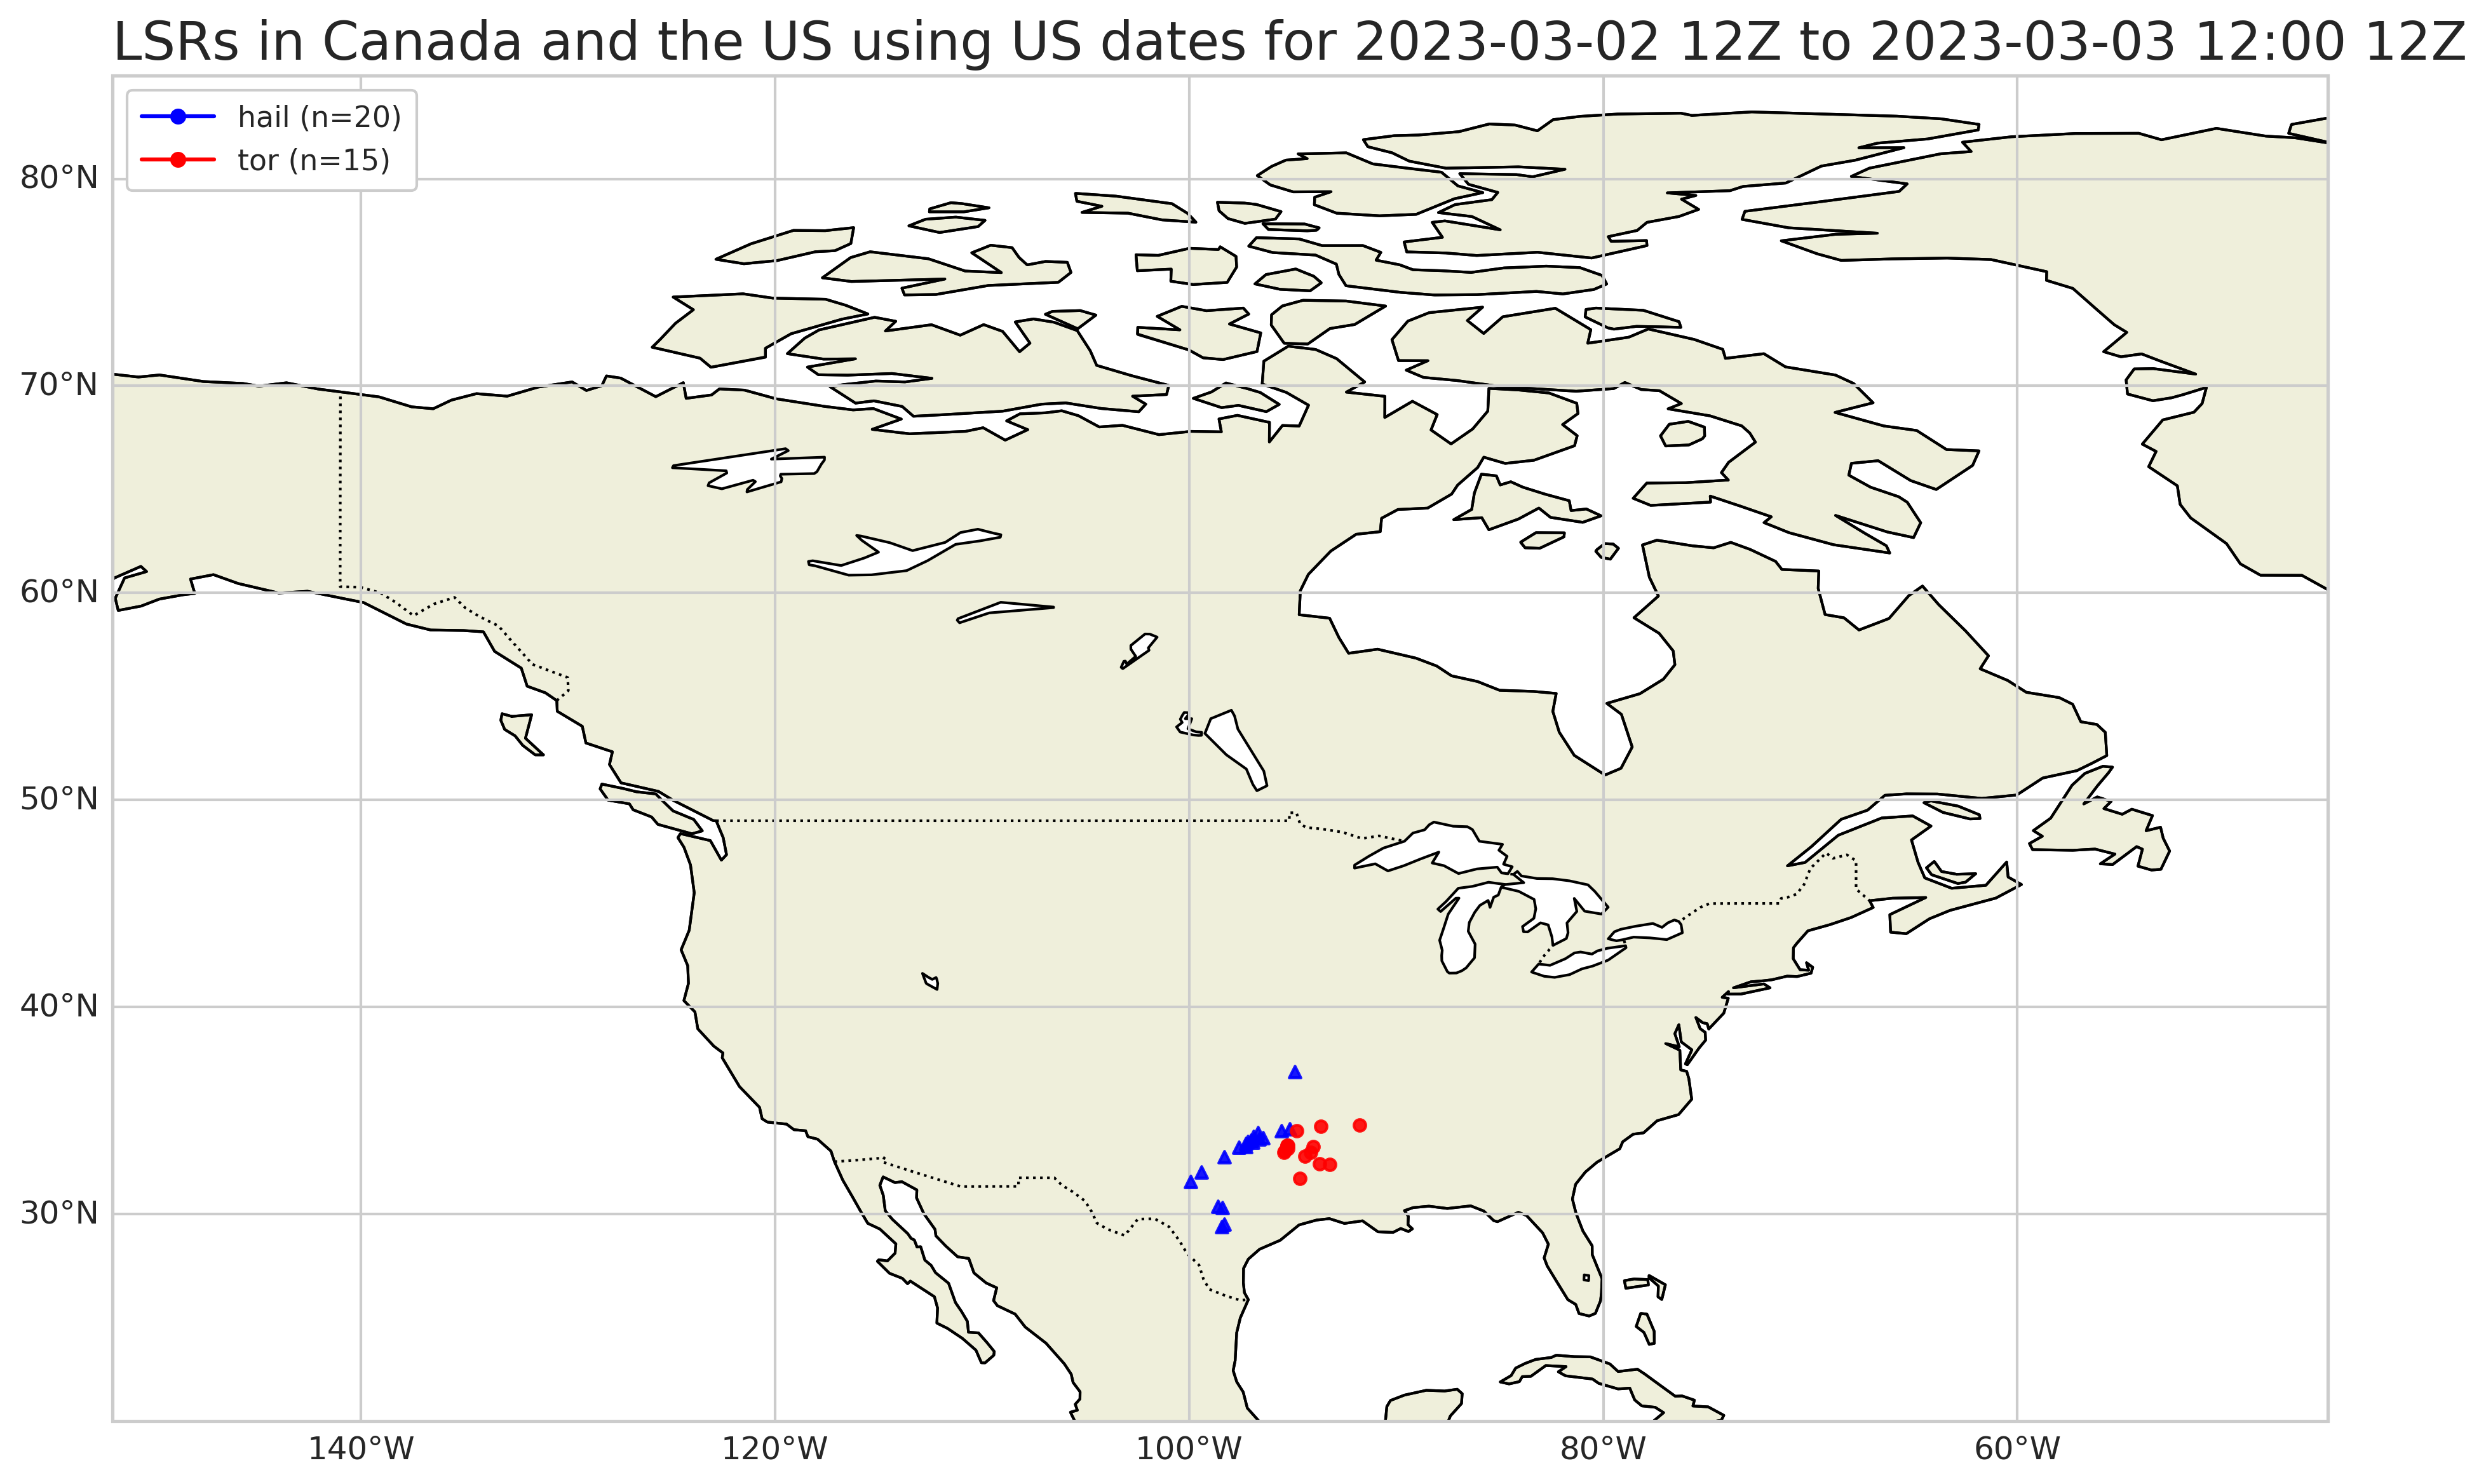 LSRs in Canada and the US using US dates for 2023-03-02 12Z to 2023-03-03 12:00 12Z
hail (n=20)
tor (n=15)
80°N
70°N
60°N
50°N
40°N
30°N
140°W
120°W
100°W
80°W
60°W